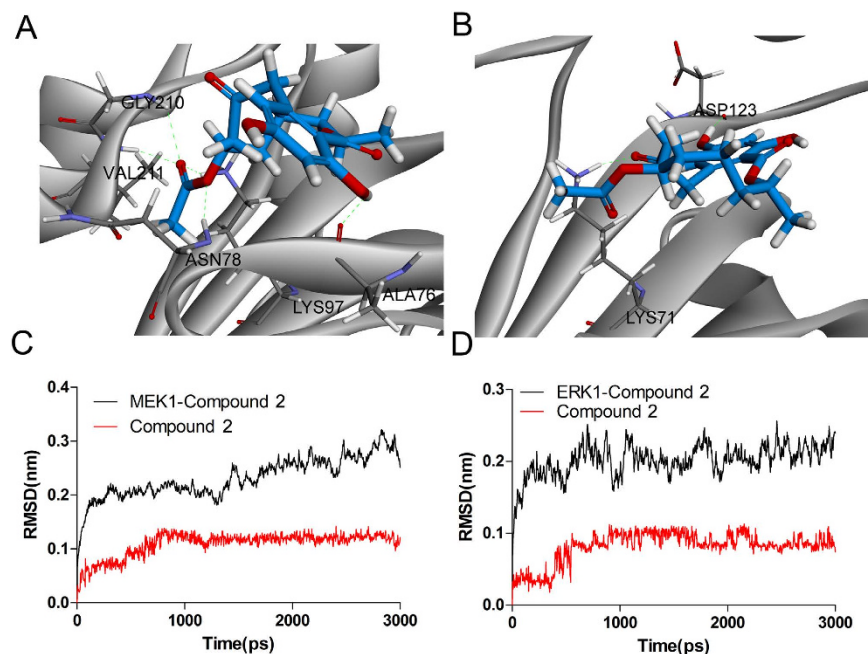 A
GLY210
VAL211
ASN78
LYS97
ALA76
B
ASP123
LYS71
C
0.4
0.3
0.2
0.1
0.0
RMSD(nm)
MEK1-Compound 2
Compound 2
0
1000
2000
3000
Time(ps)
D
0.3
0.2
0.1
0.0
RMSD(nm)
ERK1-Compound 2
Compound 2
0
1000
2000
3000
Time(ps)